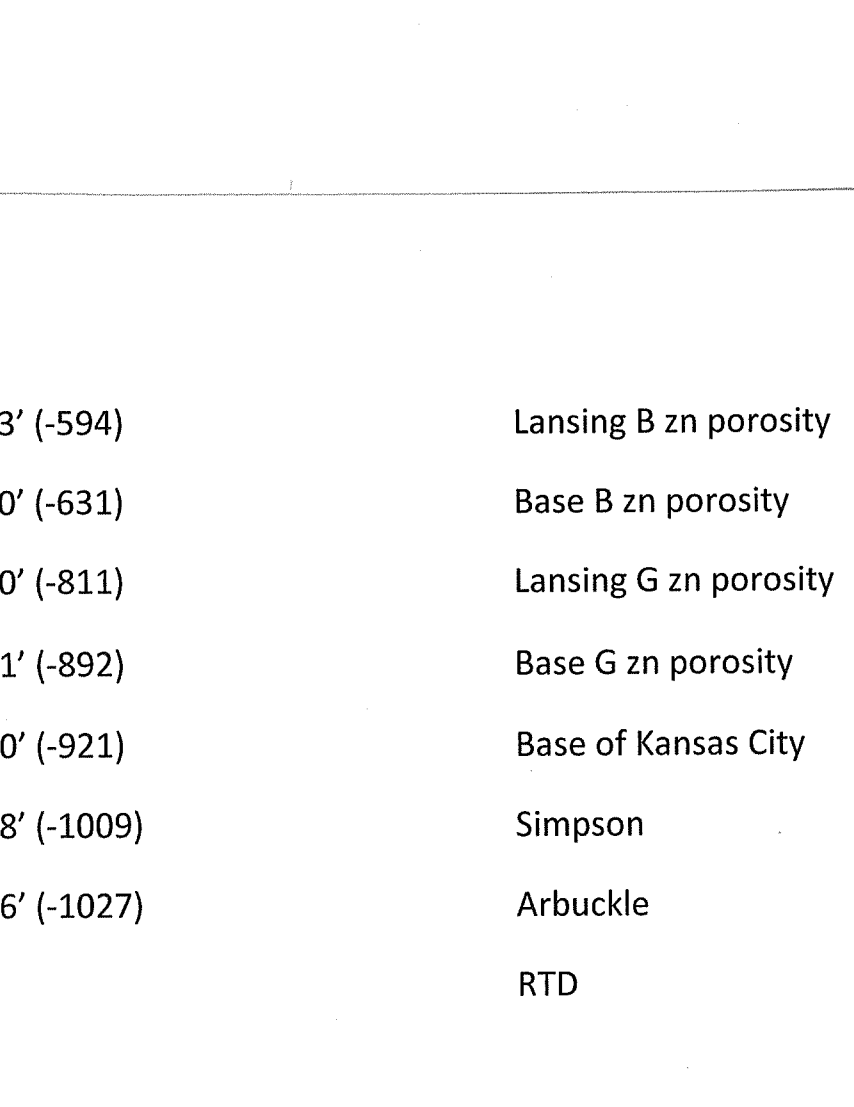 3’ (-594) Lansing B zn porosity
0’ (-631) Base B zn porosity
0’ (-811) Lansing G zn porosity
1’ (-892) Base G zn porosity
0’ (-921) Base of Kansas City
8’ (-1009) Simpson
6’ (-1027) Arbuckle
RTD